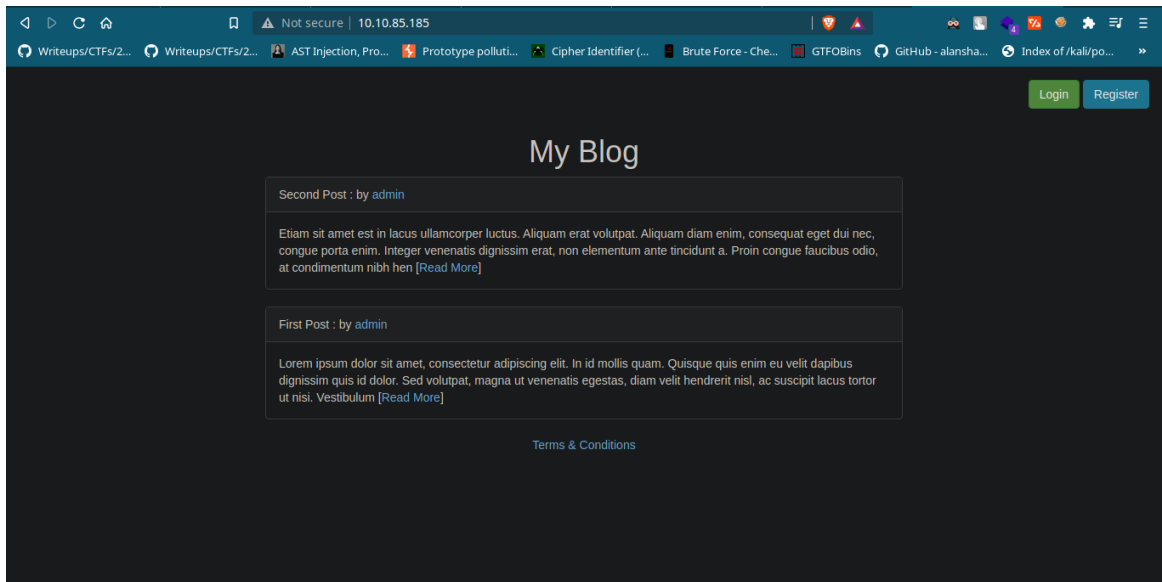 Not secure 10.10.85.185
4
Writeups/CTFs/2... Writeups/CTFs/2... AST Injection, Pro... Prototype polluti... Cipher Identifier (... Brute Force - Che... GTFOBins GitHub - alansha... Index of /kali/po... »
Login Register
My Blog
Second Post : by admin
Etiam sit amet est in lacus ullamcorper luctus. Aliquam erat volutpat. Aliquam diam enim, consequat eget dui nec,
congue porta enim. Integer venenatis dignissim erat, non elementum ante tincidunt a. Proin congue faucibus odio,
at condimentum nibh hen [Read More]
First Post : by admin
Lorem ipsum dolor sit amet, consectetur adipiscing elit. In id mollis quam. Quisque quis enim eu velit dapibus
dignissim quis id dolor. Sed volutpat, magna ut venenatis egestas, diam velit hendrerit nisl, ac suscipit lacus tortor
ut nisi. Vestibulum [Read More]
Terms & Conditions